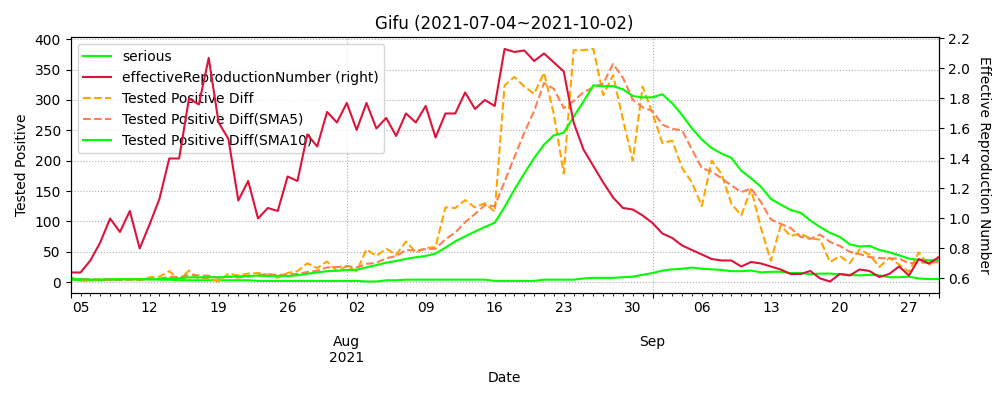 Gifu (2021-07-04~2021-10-02)
serious
effectiveReproductionNumber (right)
Tested Positive Diff
Tested Positive Diff(SMA5)
Tested Positive Diff(SMA10)
Tested Positive
400
350
300
250
200
150
100
50
0
2.2
2.0
1.8
1.6
1.4
1.2
1.0
0.8
0.6
Effective Reproduction Number
05 12 19 26 02 09 16 23 30 06 13 20 27
Aug Sep
2021
Date